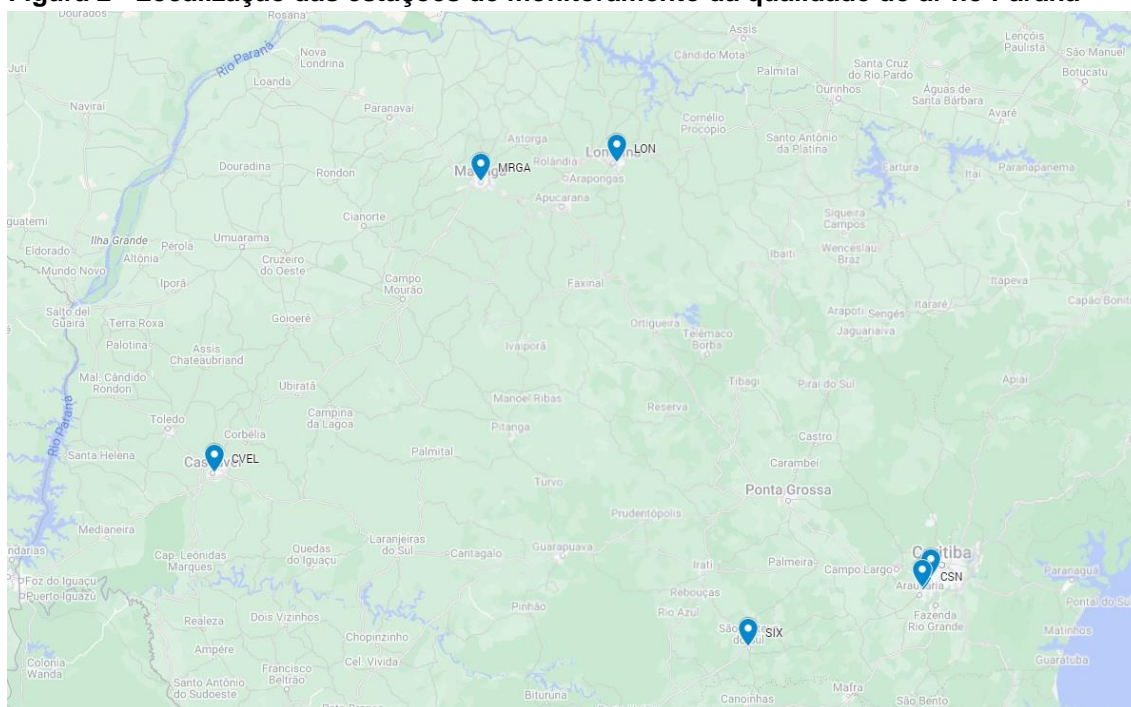 Figura 2 - Localização das estações de monitoramento da qualidade do ar no Paraná
Dourados
Rosana
Assis
Lençóis
Paulista
São Manuel
Nova
Londrina
Cândido Mota
Santa Cruz
do Rio Pardo
Juti
Rio Paraná
Loanda
Palmital
Botucatu
Ourinhos
Águas de
Santa Bárbara
Naviraí
Paranavaí
Avaré
Cornélio
Procópio
Astorga
Santo Antônio
da Platina
LON
Douradina
Rondon
MRGA
Rolândia
Arapongas
Fartura
Itaí
Paranapanema
Apucarana
Cianorte
Siqueira
Campos
guatemi
Ilha Grande
Umuarama
Eldorado
Pérola
Altônia
Cruzeiro
do Oeste
Ibaiti
Wenceslau
Braz
Mundo Novo
Iporã
Campo
Mourão
Faxinal
Itapeva
Itararé
Capão Bonit
Salto del
Guairá
Terra Roxa
Goioerê
Ortigueira
Telêmaco
Borba
Arapoti
Sengés
Jaguariaíva
Palotina
Assis
Chateaubriand
Ivaiporã
Mal. Cândido
Rondon
Ubiratã
Tibagi
Piraí do Sul
Apiaí
Manoel Ribas
Reserva
Rio Paraná
Toledo
Campina
da Lagoa
Corbélia
Pitanga
Castro
Santa Helena
CVEL
Palmital
Carambeí
Turvo
Ponta Grossa
Prudentópolis
Medianeira
Laranjeiras
do Sul
ndarias
Cap. Leônidas
Marques
Quedas
do Iguaçu
Cantagalo
Guarapuava
Irati
Palmeira
Campo Largo
Curitiba
Foz do Iguaçu
Puerto Iguazú
CSN
Paranaguá
Rebouças
Pinhão
Rio Azul
Fazenda
Rio Grande
Pontal do Su
Realeza
Dois Vizinhos
SIX
Matinhos
Chopinzinho
Ampére
Colonia
Wanda
Francisco
Beltrão
Cel. Vivida
Guaratuba
Santo Antônio
do Sudoeste
Bituruna
Canoinhas
Mafra
São Bento